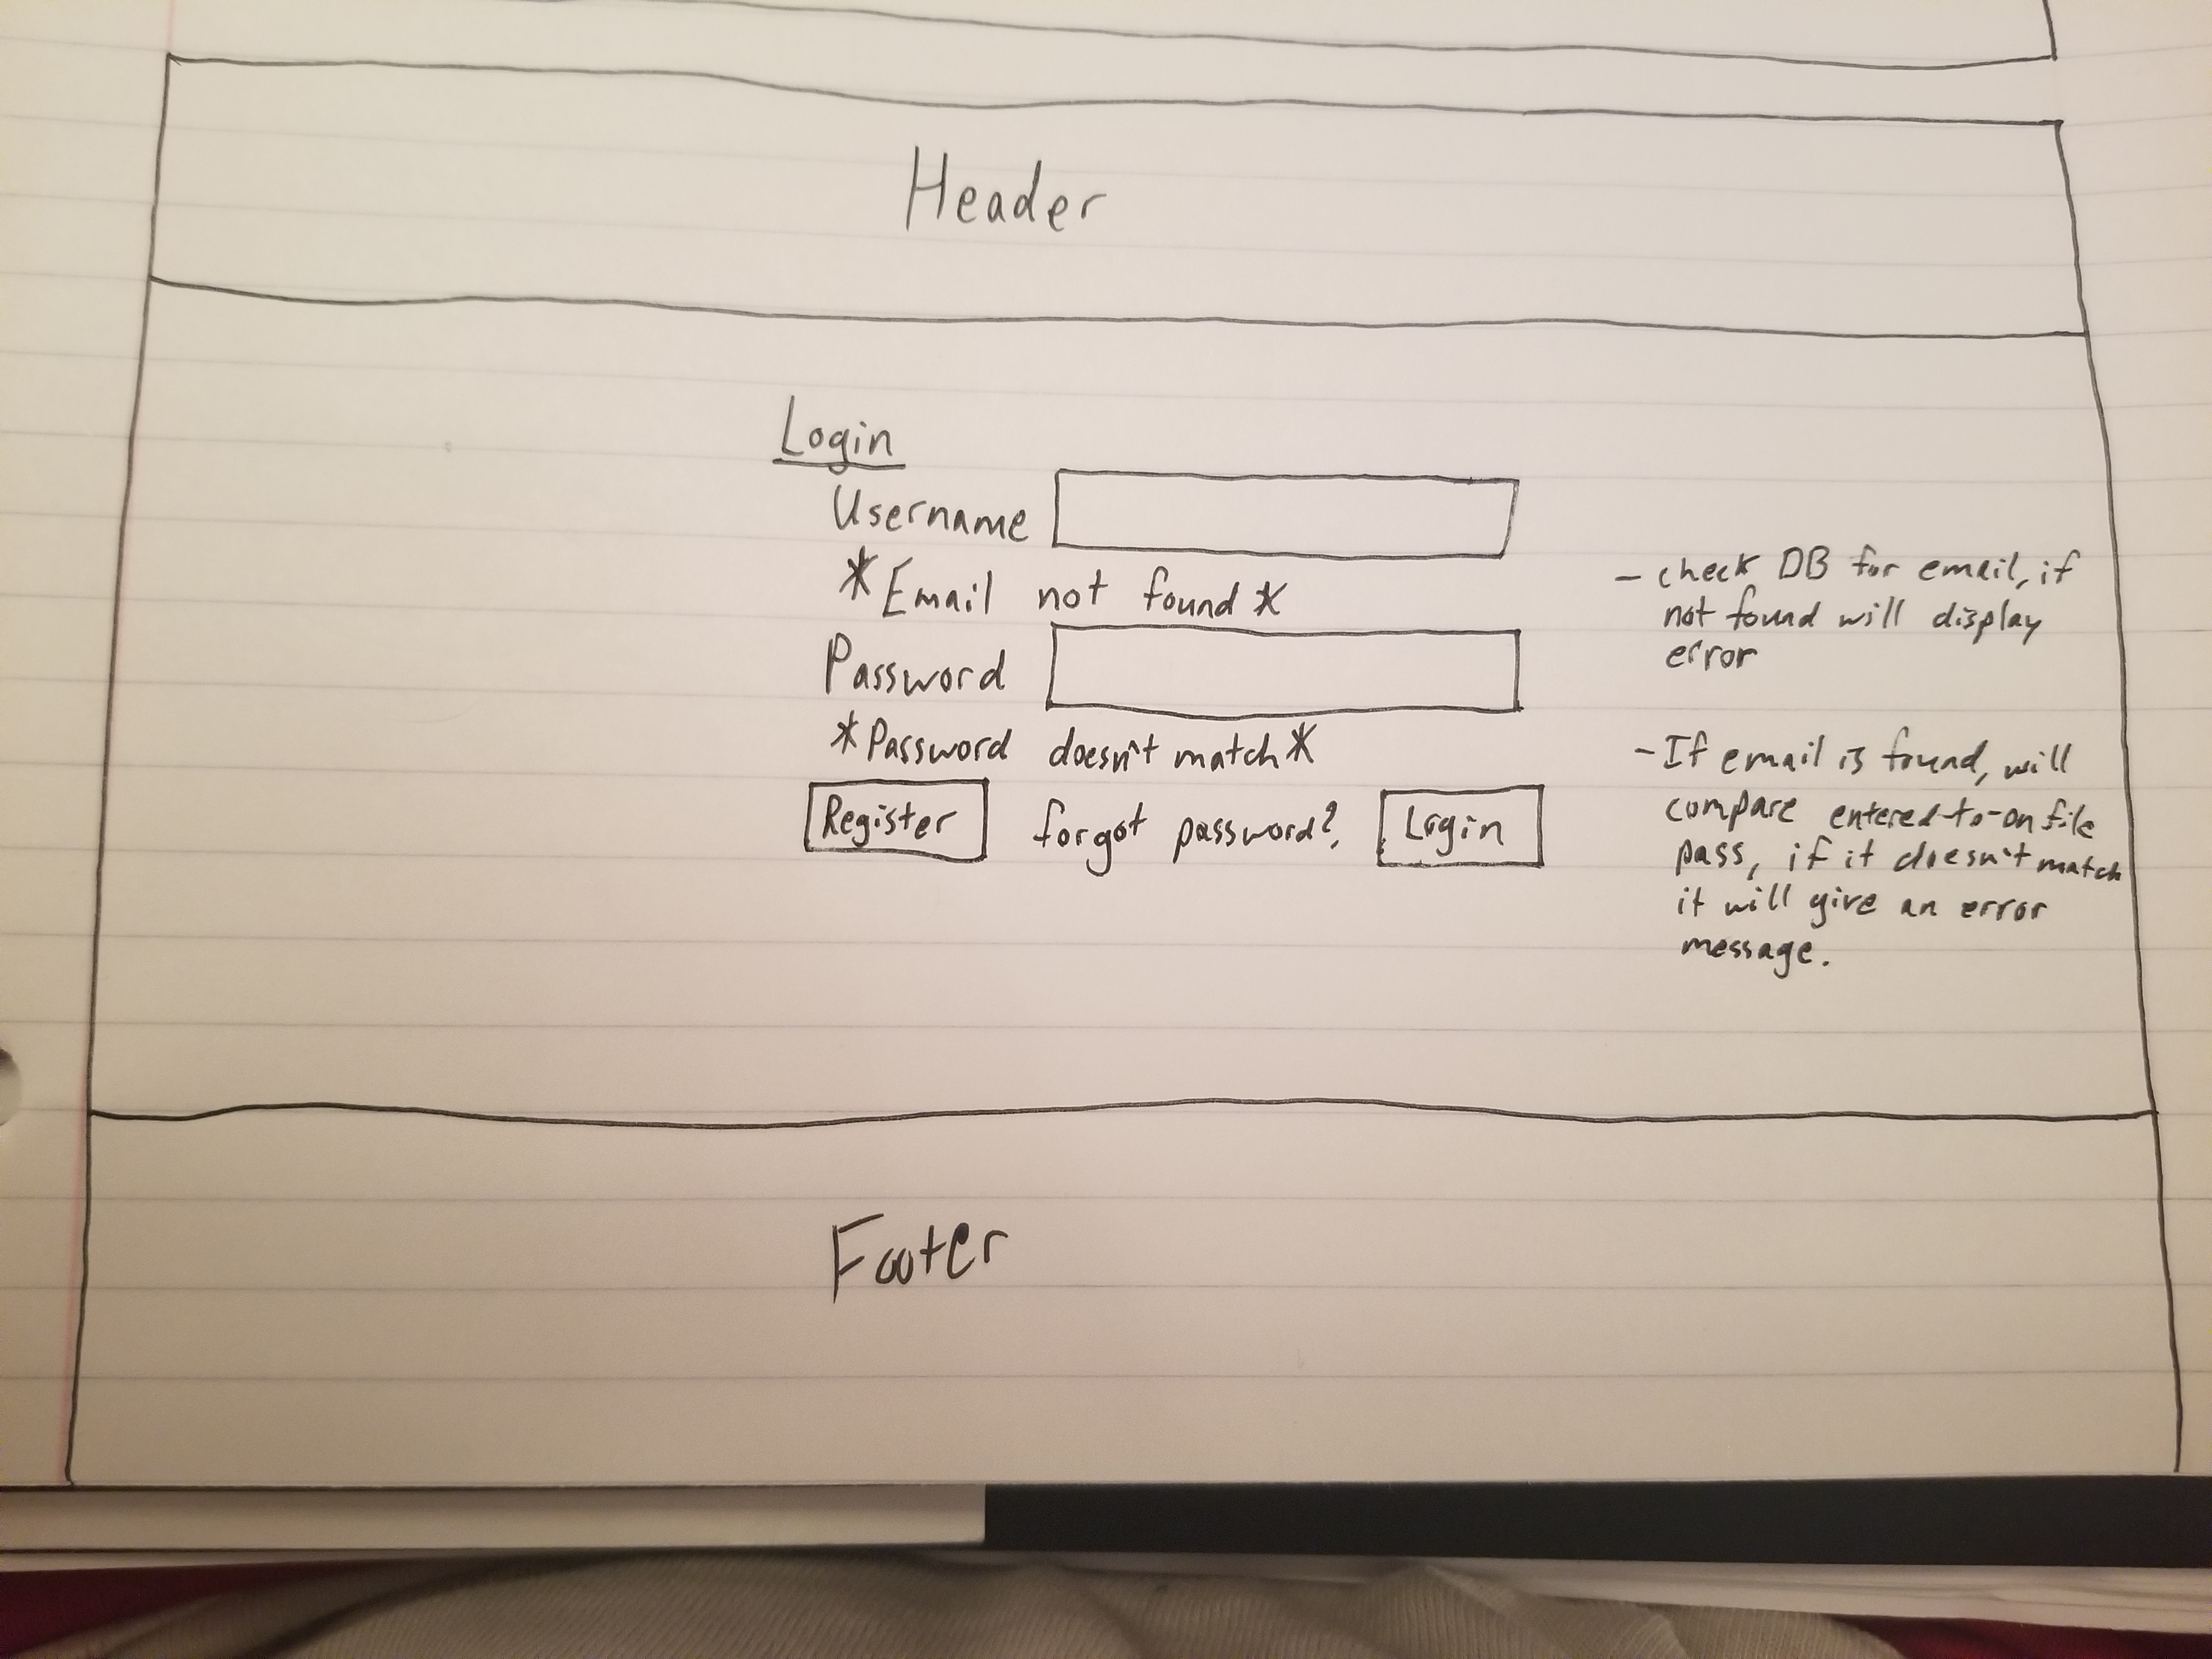 Header
Login
Username
*Email not found*
- check DB for email, if
not found will display
error
Password
*Password doesn't match*
- If email is found, will
compare entered-to-on file
pass, if it doesn't match
it will give an error
message.
Register forgot password? Login
Footer